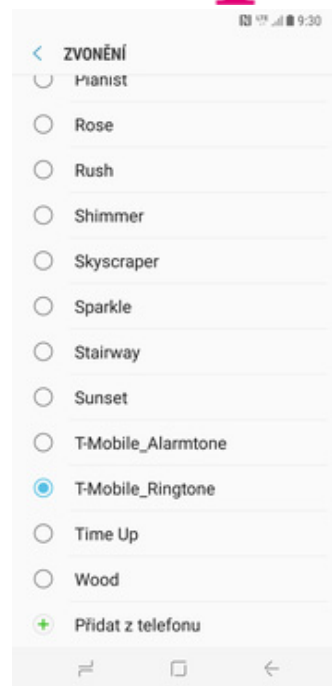 9:30
ZVONĚNÍ
Pianist
Rose
Rush
Shimmer
Skyscraper
Sparkle
Stairway
Sunset
T-Mobile_Alarmtone
T-Mobile_Ringtone
Time Up
Wood
Přidat z telefonu